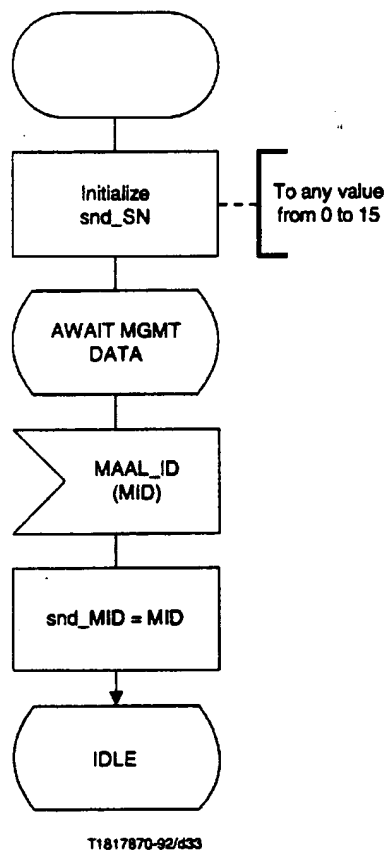 Initialize
snd_SN
To any value
from 0 to 15
AWAIT MGMT
DATA
MAAL_ID
(MID)
snd_MID = MID
IDLE
T1817870-92/d33